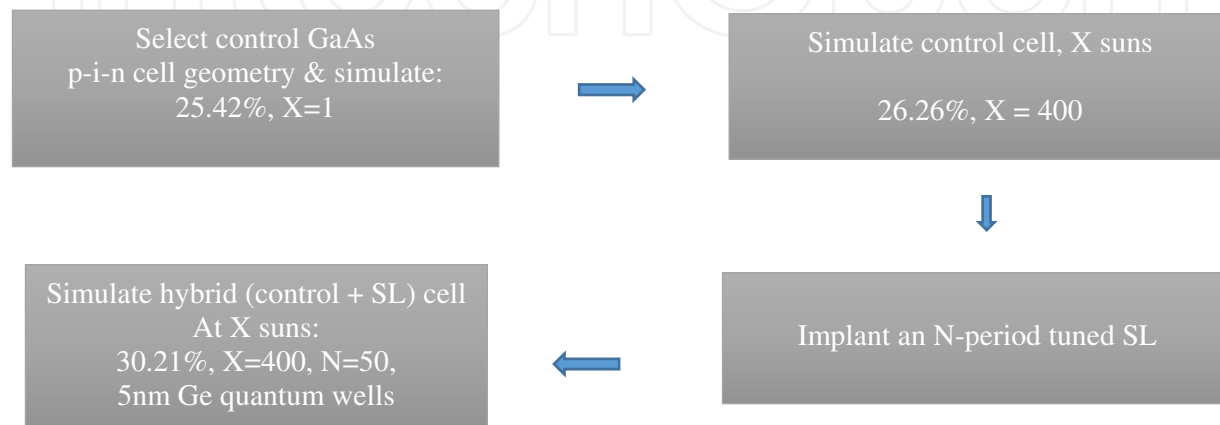 Select control GaAs
p-i-n cell geometry & simulate:
25.42%, X=1
Simulate control cell, X suns
26.26%, X = 400
Implant an N-period tuned SL
Simulate hybrid (control + SL) cell
At X suns:
30.21%, X=400, N=50,
5nm Ge quantum wells